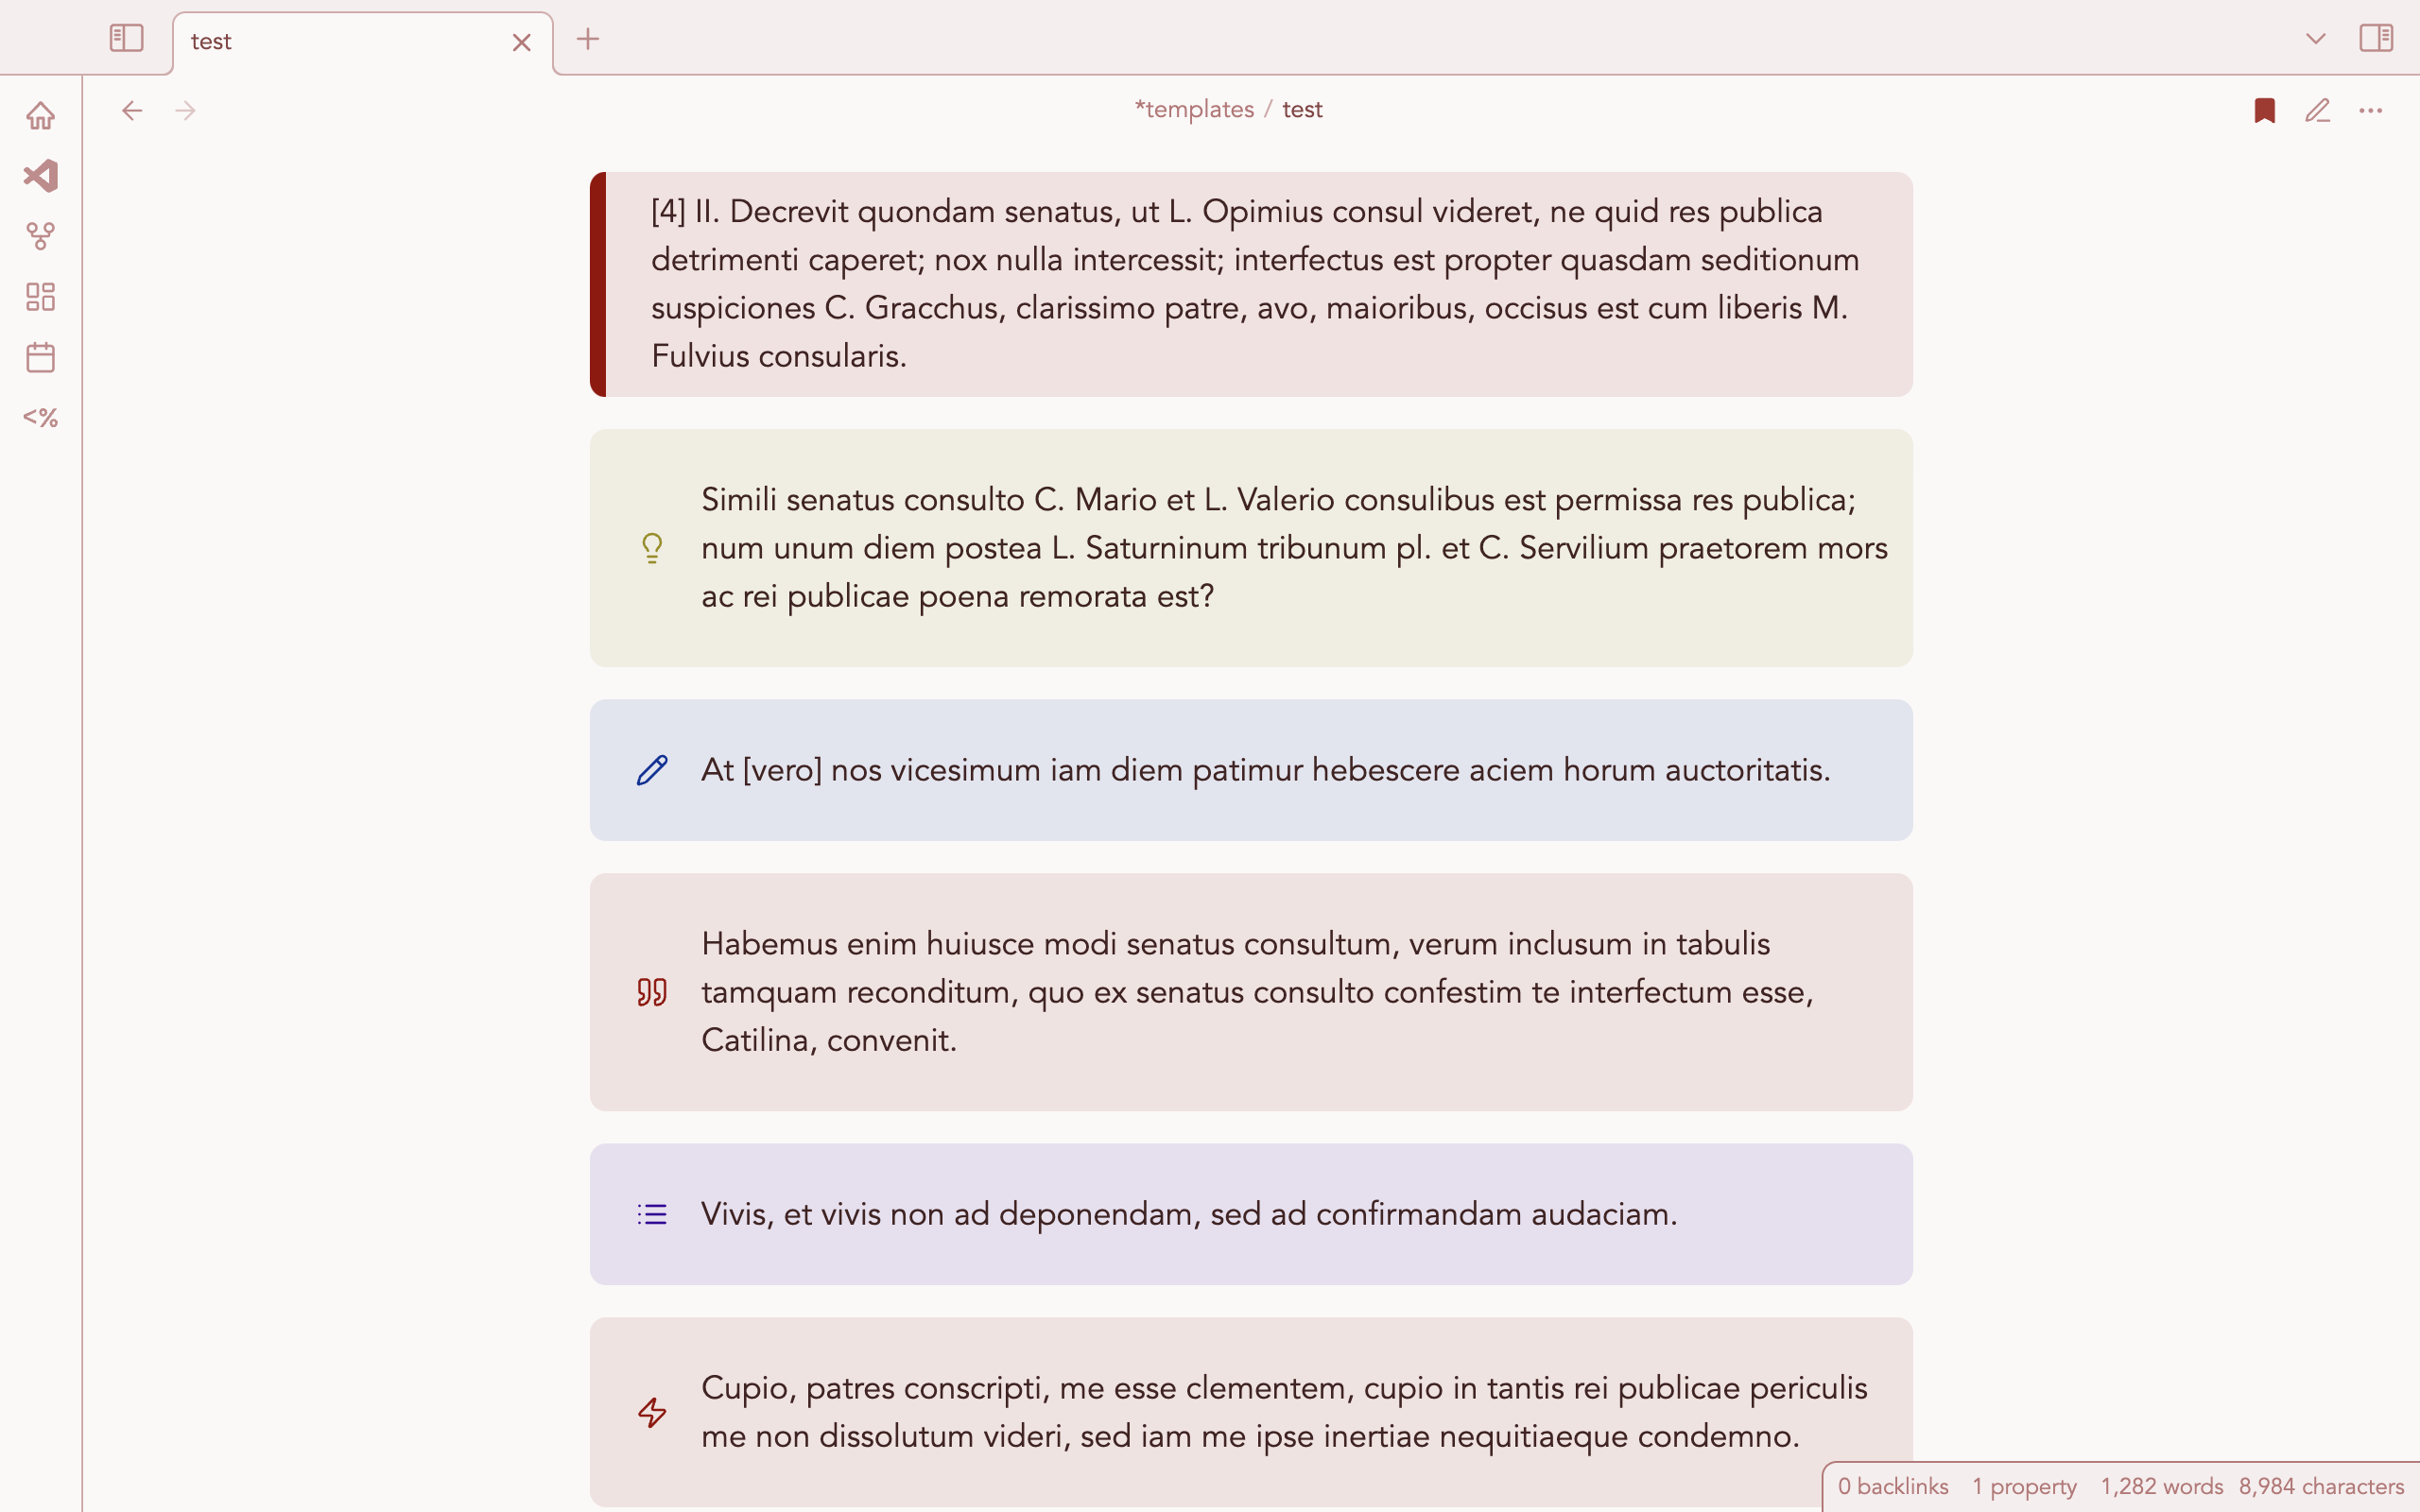 test
*templates / test
[4] II. Decrevit quondam senatus, ut L. Opimius consul videret, ne quid res publica
detrimenti caperet; nox nulla intercessit; interfectus est propter quasdam seditionum
suspiciones C. Gracchus, clarissimo patre, avo, maioribus, occisus est cum liberis M.
Fulvius consularis.
<%
Simili senatus consulto C. Mario et L. Valerio consulibus est permissa res publica;
num unum diem postea L. Saturninum tribunum pl. et C. Servilium praetorem mors
ac rei publicae poena remorata est?
At [vero] nos vicesimum iam diem patimur hebescere aciem horum auctoritatis.
Habemus enim huiusce modi senatus consultum, verum inclusum in tabulis
tamquam reconditum, quo ex senatus consulto confestim te interfectum esse,
Catilina, convenit.
Vivis, et vivis non ad deponendam, sed ad confirmandam audaciam.
Cupio, patres conscripti, me esse clementem, cupio in tantis rei publicae periculis
me non dissolutum videri, sed iam me ipse inertiae nequitiaeque condemno.
0 backlinks 1 property 1,282 words 8,984 characters